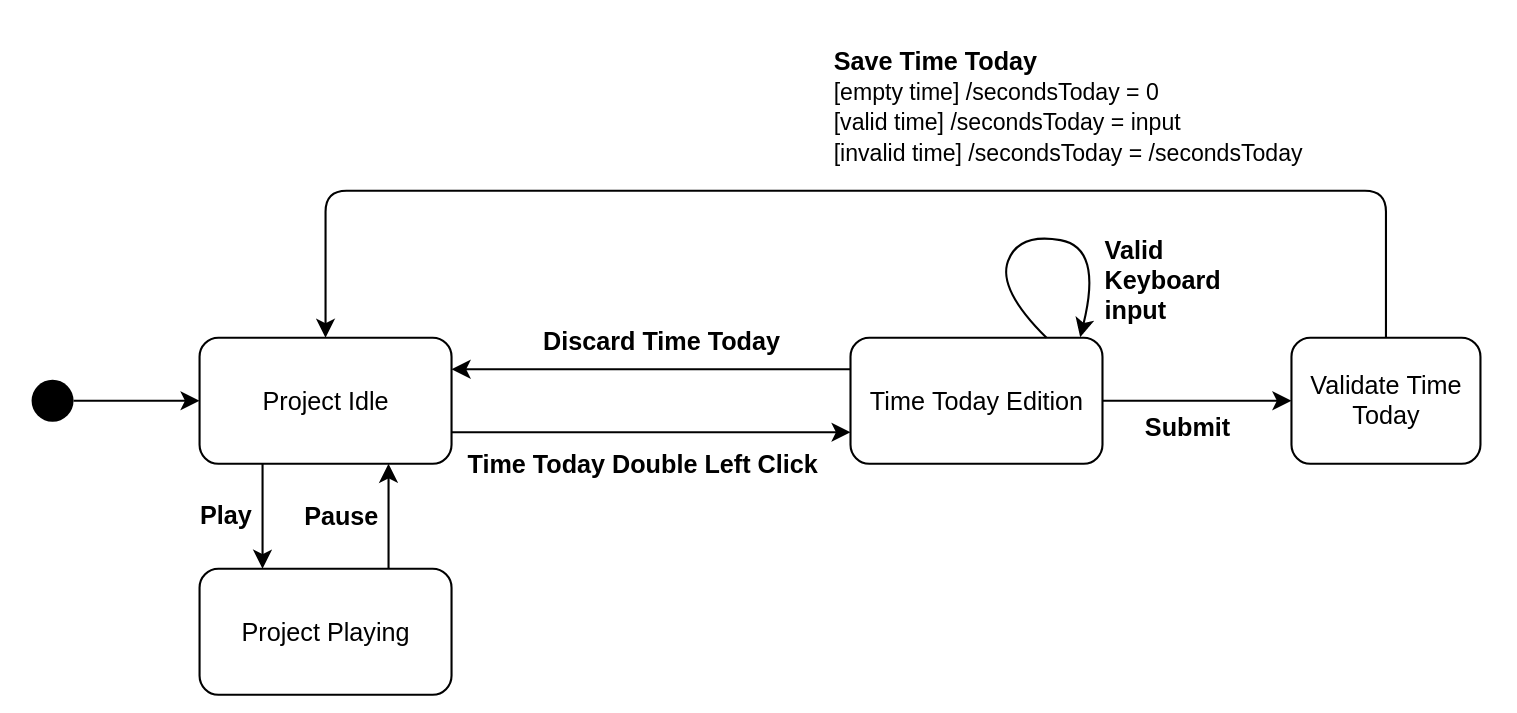 Save Time Today
[empty time] /secondsToday = 0
[valid time] /secondsToday = input
[invalid time] /secondsToday = /secondsToday
Valid
Keyboard
input
Discard Time Today
Project Idle
Time Today Edition
Validate Time
Today
Submit
Time Today Double Left Click
Play
Pause
Project Playing